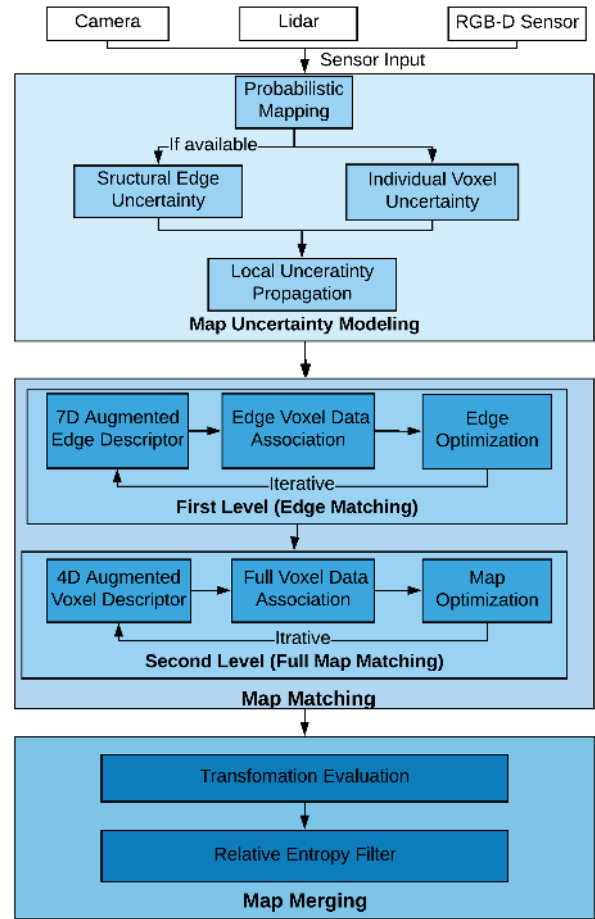 Camera
Lidar
RGB-D Sensor
Sensor Input
Probabilistic
Mapping
If available
Sructural Edge
Uncertainty
Individual Voxel
Uncertainty
Local Unceratinty
Propagation
Map Uncertainty Modeling
7D Augmented
Edge Descriptor
Edge Voxel Data
Association
Edge
Optimization
Iterative
First Level (Edge Matching)
4D Augmented
Voxel Descriptor
Full Voxel Data
Association
Map
Optimization
Itrative
Second Level (Full Map Matching)
Map Matching
Transfomation Evaluation
Relative Entropy Filter
Map Merging